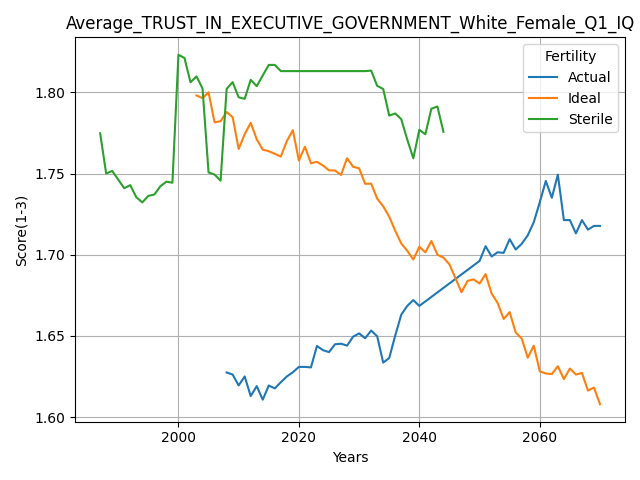 Average_TRUST_IN_EXECUTIVE_GOVERNMENT_White_Female_Q1_IQ
Fertility
Actual
Ideal
Sterile
Score(1-3)
1.80
1.75
1.70
1.65
1.60
2000
2020
2040
2060
Years